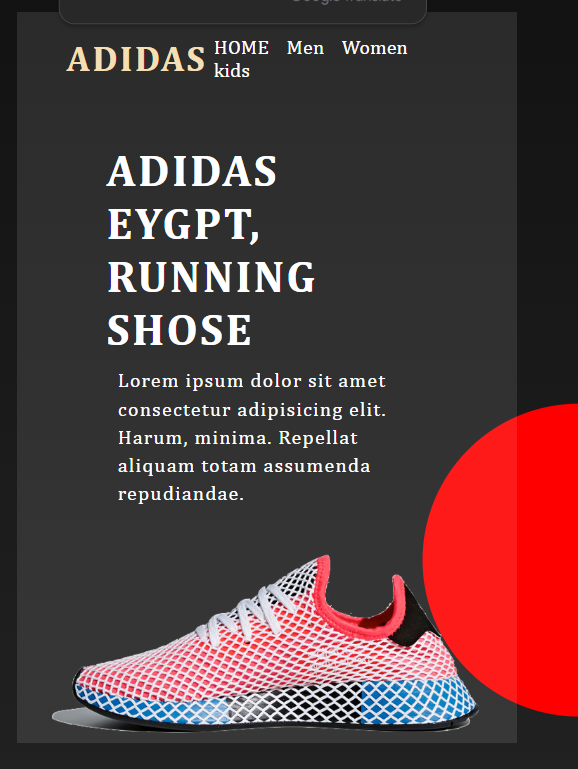 Google Translate
ADIDAS HOME Men Women
kids
ADIDAS
EYGPT,
RUNNING
SHOSE
Lorem ipsum dolor sit amet
consectetur adipisicing elit.
Harum, minima. Repellat
aliquam totam assumenda
repudiandae.